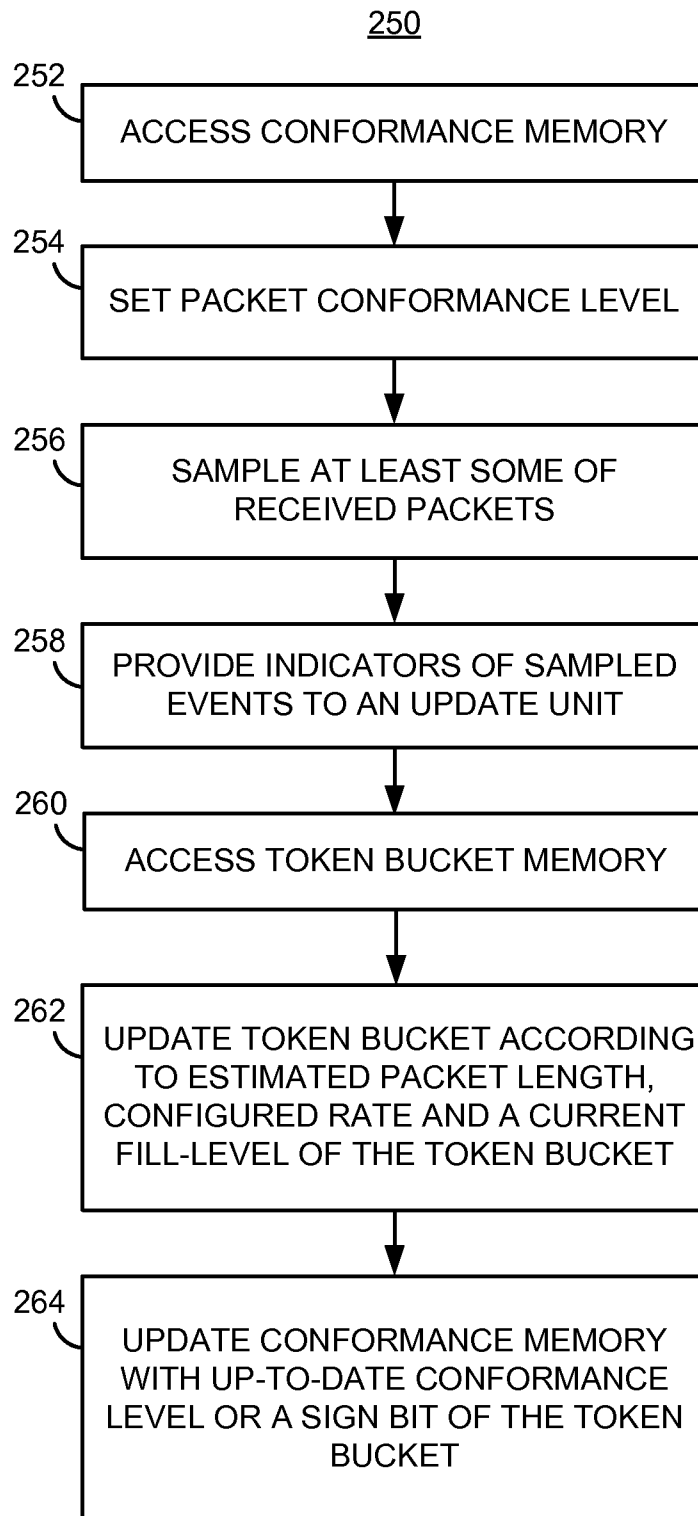 250
252
ACCESS CONFORMANCE MEMORY
254
SET PACKET CONFORMANCE LEVEL
256
SAMPLE AT LEAST SOME OF
RECEIVED PACKETS
258
PROVIDE INDICATORS OF SAMPLED
EVENTS TO AN UPDATE UNIT
260
ACCESS TOKEN BUCKET MEMORY
262
UPDATE TOKEN BUCKET ACCORDING
TO ESTIMATED PACKET LENGTH,
CONFIGURED RATE AND A CURRENT
FILL-LEVEL OF THE TOKEN BUCKET
264
UPDATE CONFORMANCE MEMORY
WITH UP-TO-DATE CONFORMANCE
LEVEL OR A SIGN BIT OF THE TOKEN
BUCKET